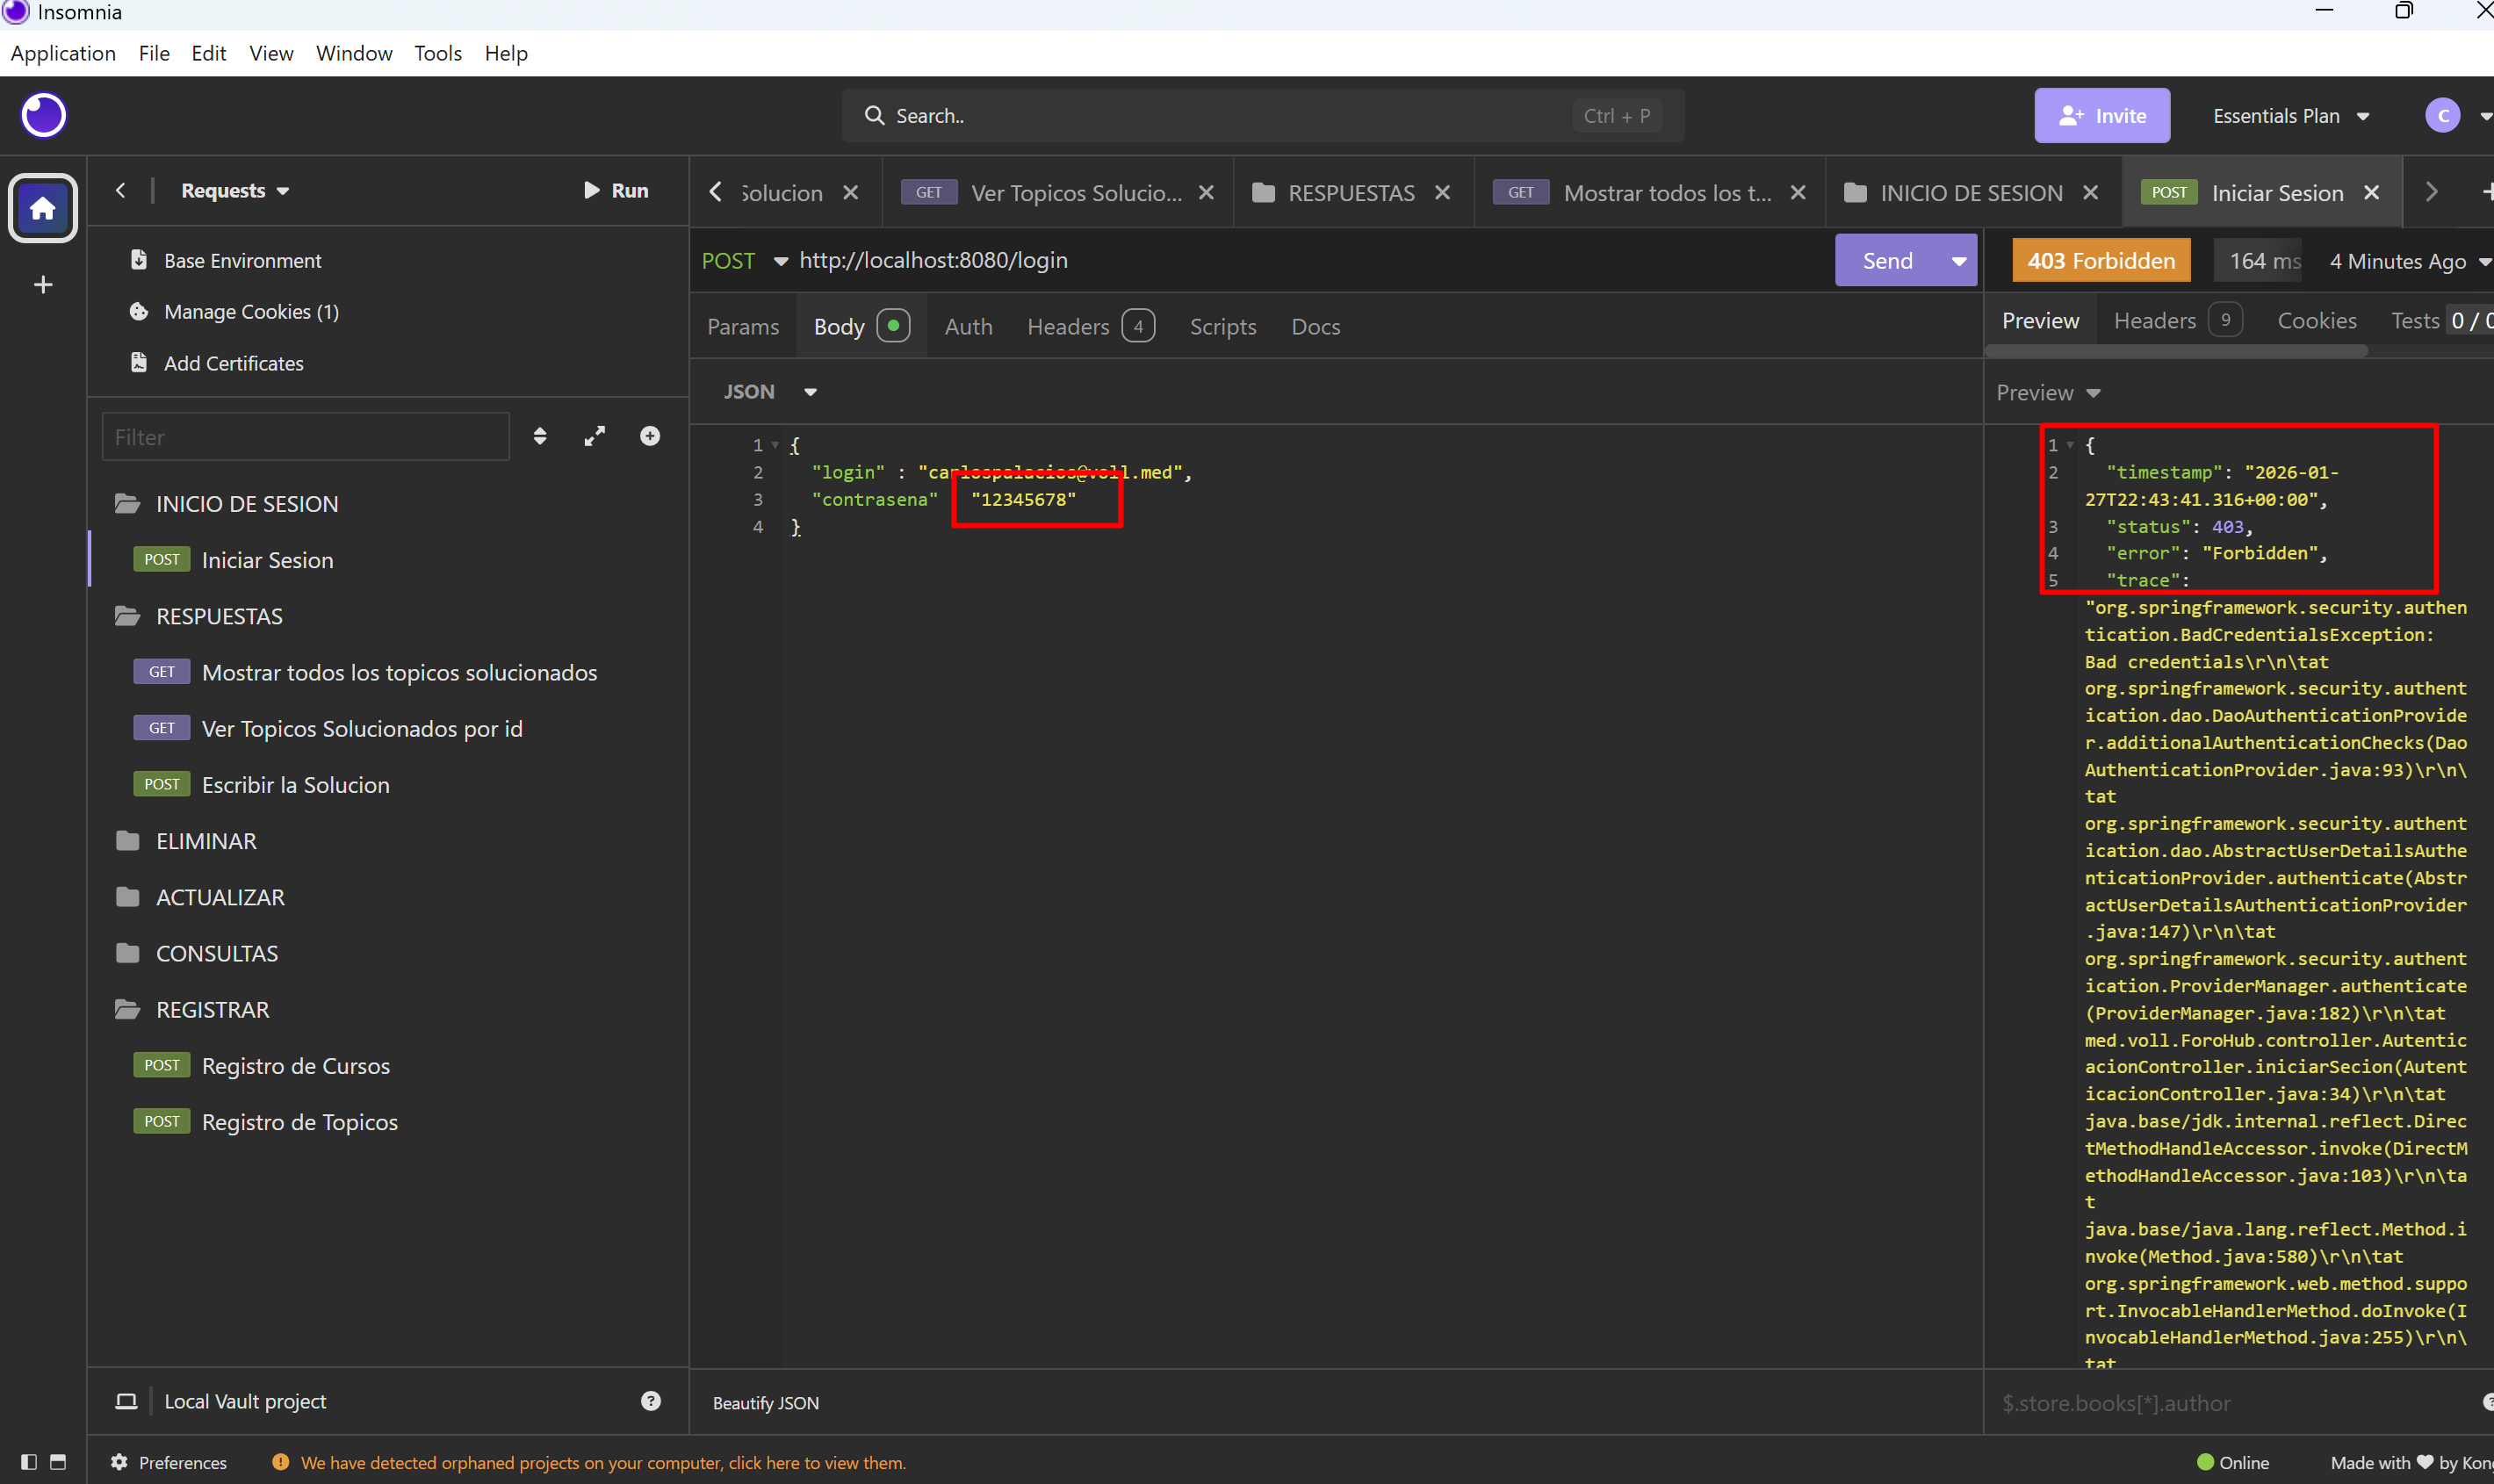 Insomnia
Application File Edit View Window Tools Help
Search.. Ctrl + P
Invite
Essentials Plan
C
Requests
Run
Solucion
GET Ver Topicos Solucio...
RESPUESTAS
GET Mostrar todos los t...
INICIO DE SESION
POST Iniciar Sesion
Base Environment
Manage Cookies (1)
Add Certificates
Filter
INICIO DE SESION
POST Iniciar Sesion
RESPUESTAS
GET Mostrar todos los topicos solucionados
GET Ver Topicos Solucionados por id
POST Escribir la Solucion
ELIMINAR
ACTUALIZAR
CONSULTAS
REGISTRAR
POST Registro de Cursos
POST Registro de Topicos
Local Vault project
POST http://localhost:8080/login
Send
Params Body Auth Headers 4 Scripts Docs
JSON
1 {
2 "login" : "carlospalacios@voll.med",
3 "contrasena" "12345678"
4 }
Beautify JSON
403 Forbidden
164 ms
4 Minutes Ago
Preview Headers 9 Cookies Tests 0 / 0
Preview
1 {
2 "timestamp": "2026-01-
27T22:43:41.316+00:00",
3 "status": 403,
4 "error": "Forbidden",
5 "trace":
"org.springframework.security.authen
tication.BadCredentialsException:
Bad credentials\r\n\tat
org.springframework.security.authent
ication.dao.DaoAuthenticationProvide
r.additionalAuthenticationChecks(Dao
AuthenticationProvider.java:93)\r\n\
tat
org.springframework.security.authent
ication.dao.AbstractUserDetailsAuthe
nticationProvider.authenticate(Abstr
actUserDetailsAuthenticationProvider
.java:147)\r\n\tat
org.springframework.security.authent
ication.ProviderManager.authenticate
(ProviderManager.java:182)\r\n\tat
med.voll.ForoHub.controller.Autentic
acionController.iniciarSecion(Autent
icacionController.java:34)\r\n\tat
java.base/jdk.internal.reflect.Direc
tMethodHandleAccessor.invoke(DirectM
ethodHandleAccessor.java:103)\r\n\ta
t
java.base/java.lang.reflect.Method.i
nvoke(Method.java:580)\r\n\tat
org.springframework.web.method.suppo
rt.InvocableHandlerMethod.doInvoke(I
nvocableHandlerMethod.java:255)\r\n\
tat
$.store.books[*].author
Preferences
We have detected orphaned projects on your computer, click here to view them.
Online
Made with ❤ by Kon